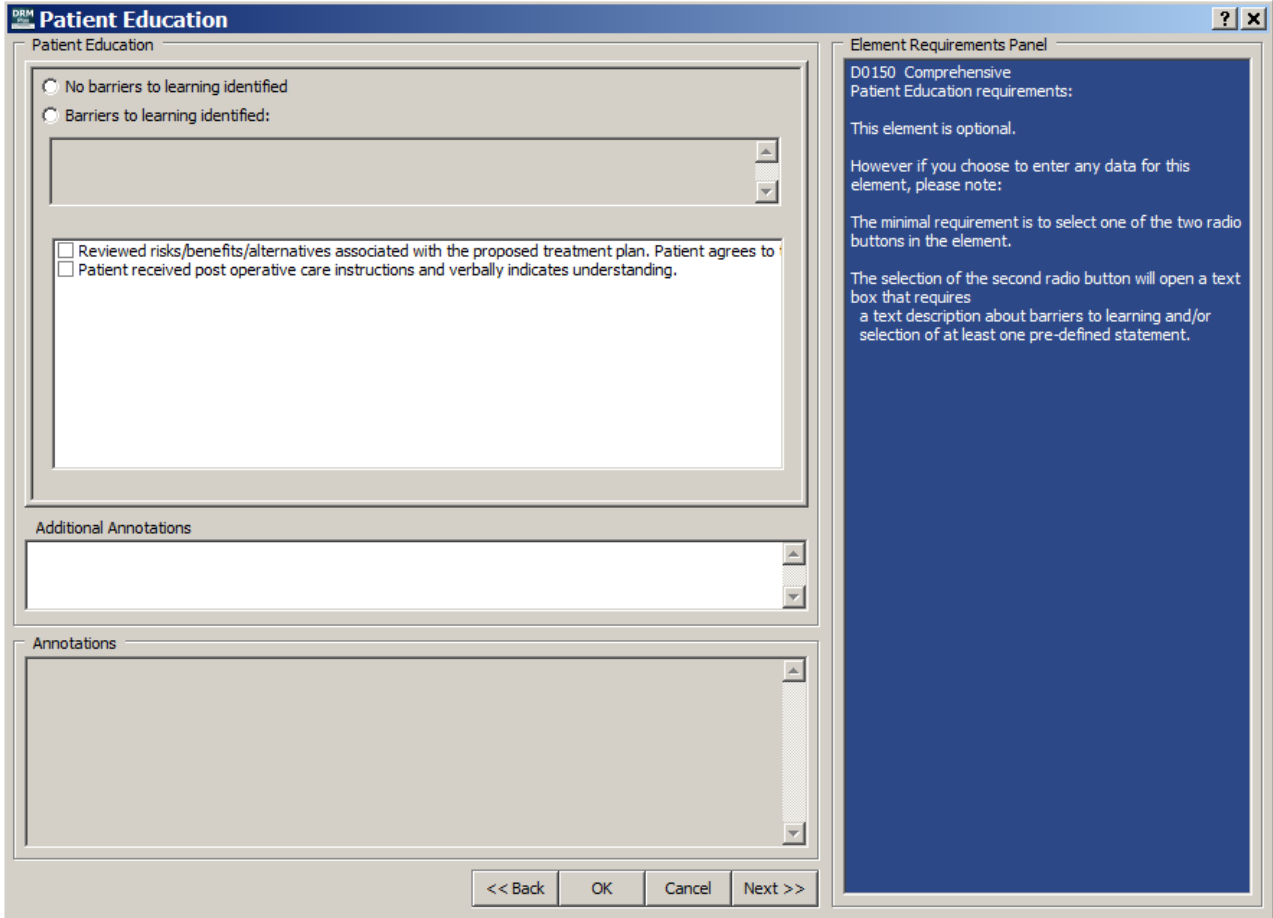 DRM Plus Patient Education
Patient Education
No barriers to learning identified
Barriers to learning identified:
Reviewed risks/benefits/alternatives associated with the proposed treatment plan. Patient agrees to
Patient received post operative care instructions and verbally indicates understanding.
Additional Annotations
Annotations
<< Back
OK
Cancel
Next >>
Element Requirements Panel
D0150 Comprehensive
Patient Education requirements:
This element is optional.
However if you choose to enter any data for this
element, please note:
The minimal requirement is to select one of the two radio
buttons in the element.
The selection of the second radio button will open a text
box that requires
a text description about barriers to learning and/or
selection of at least one pre-defined statement.